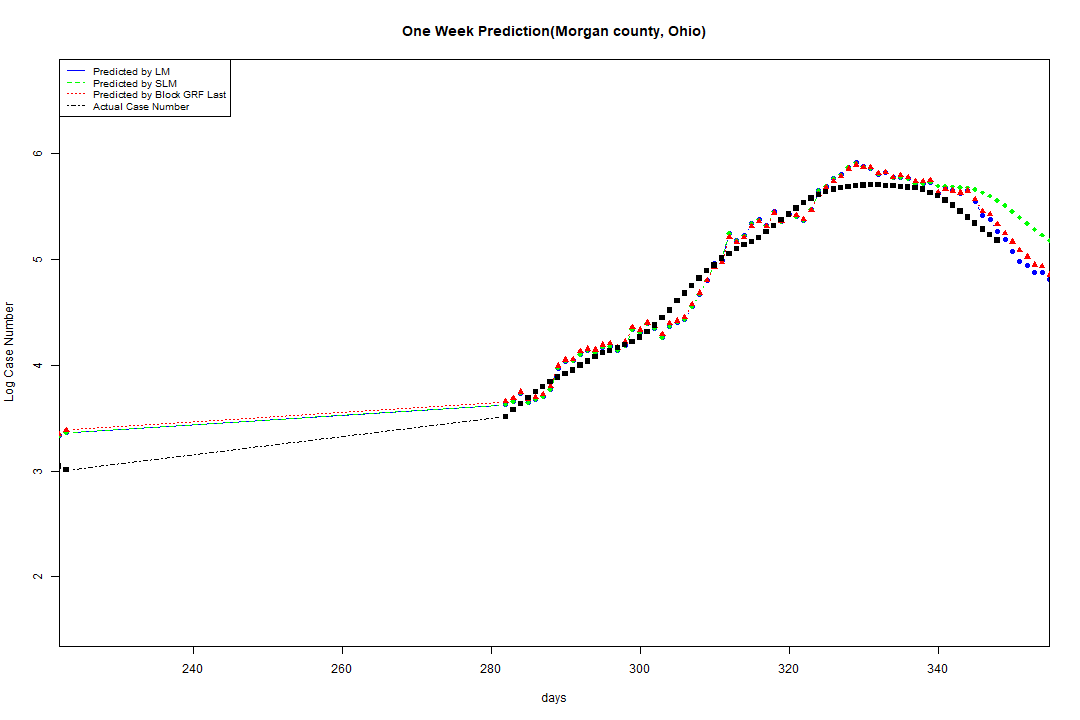 One Week Prediction(Morgan county, Ohio)
Predicted by LM
Predicted by SLM
Predicted by Block GRF Last
Actual Case Number
6
5
4
3
2
Log Case Number
240 260 280 300 320 340
days